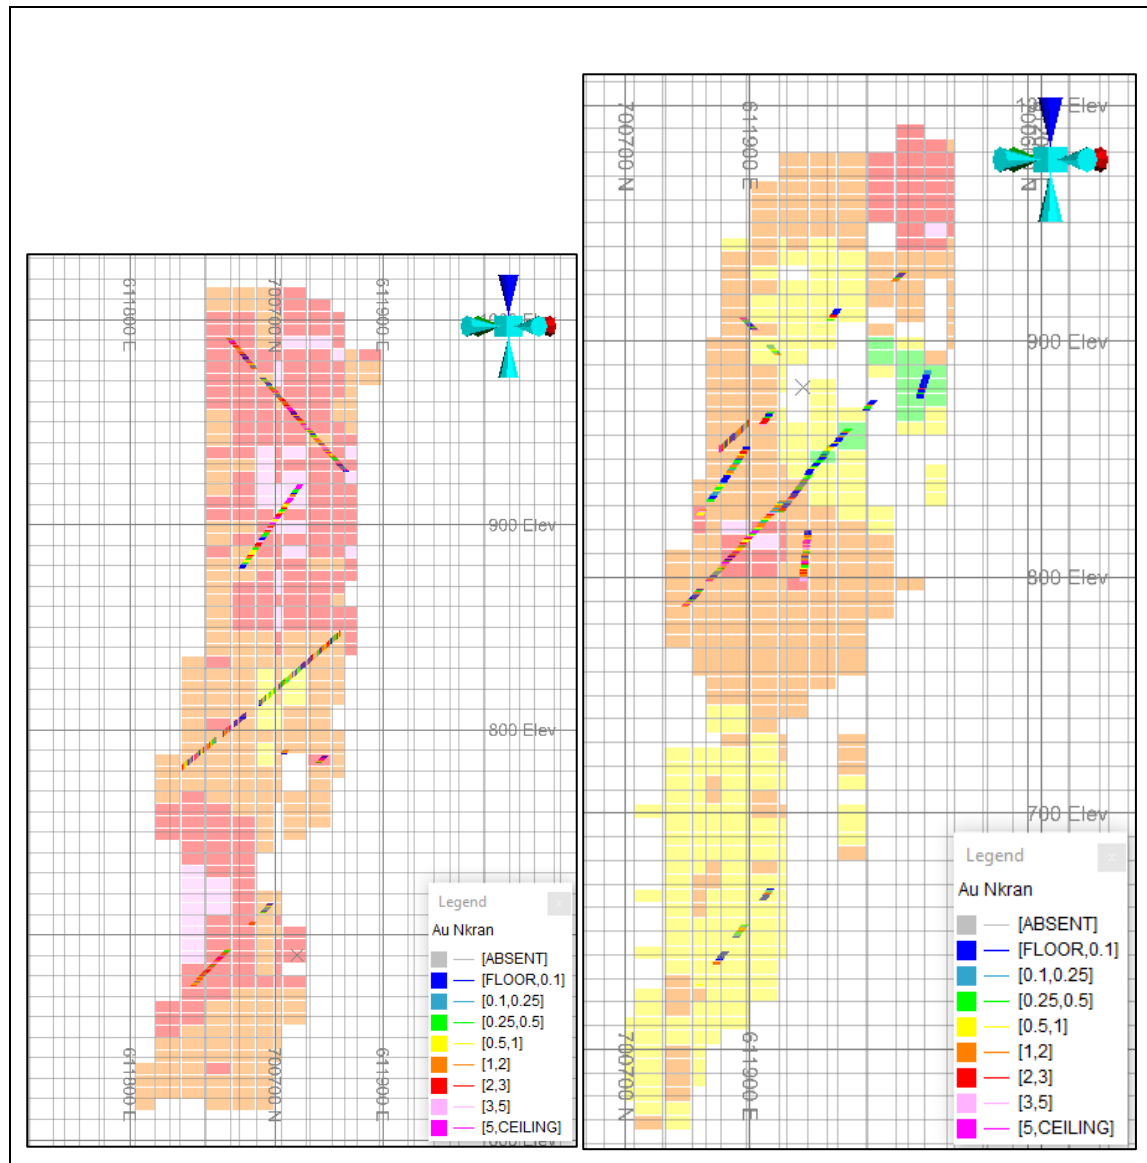 611800 E
700700 N
611900 E
900 Elev
800 Elev
611800 E
700700 N
611900 E
Legend
x
Au Nkran
[ABSENT]
[FLOOR,0.1]
[0.1,0.25]
[0.25,0.5]
[0.5,1]
[1,2]
[2,3]
[3,5]
[5,CEILING]
700700 N
611900 E
Elev
900 Elev
800 Elev
700 Elev
700700 N
611900 E
Legend
x
Au Nkran
[ABSENT]
[FLOOR,0.1]
[0.1,0.25]
[0.25,0.5]
[0.5,1]
[1,2]
[2,3]
[3,5]
[5,CEILING]